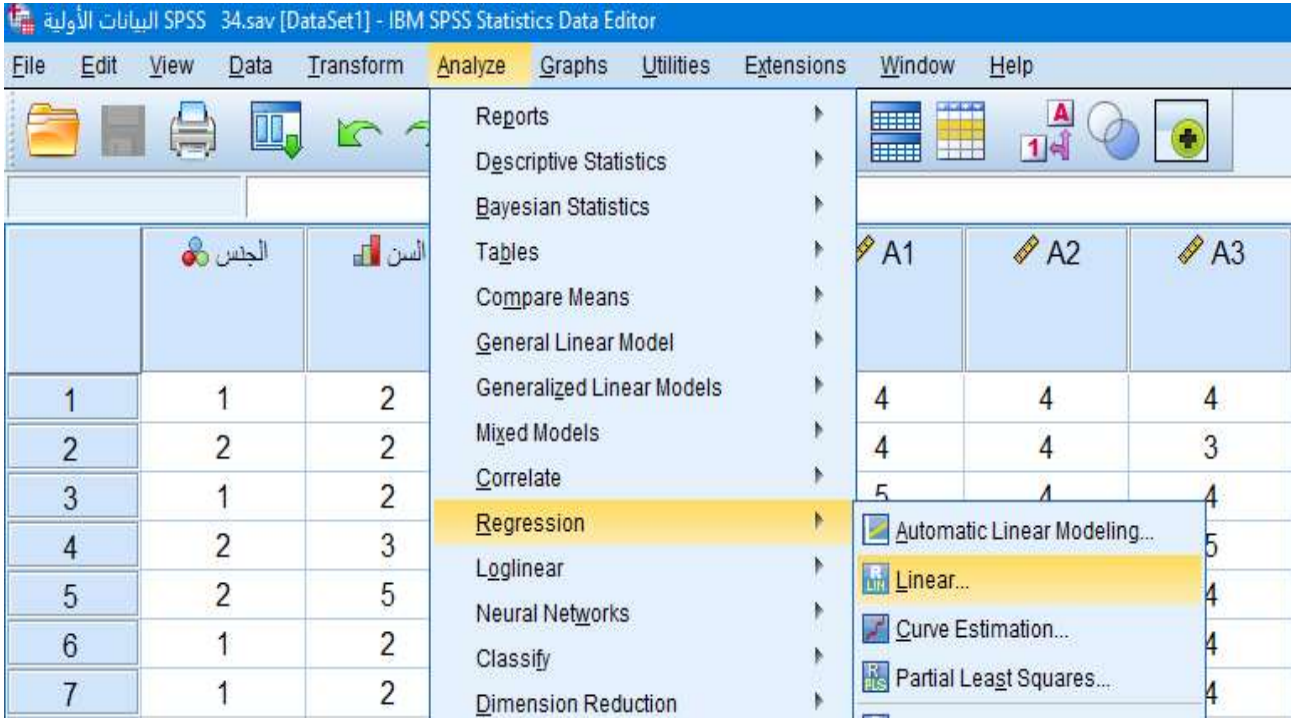 البيانات الأولية SPSS 34.sav [DataSet1] - IBM SPSS Statistics Data Editor
File Edit View Data Transform Analyze Graphs Utilities Extensions Window Help
Reports
Descriptive Statistics
Bayesian Statistics
Tables
Compare Means
General Linear Model
Generalized Linear Models
Mixed Models
Correlate
Regression
Loglinear
Neural Networks
Classify
Dimension Reduction
Automatic Linear Modeling...
Linear...
Curve Estimation...
Partial Least Squares...
الجنس السن A1 A2 A3
1 1 2 4 4 4
2 2 2 4 4 3
3 1 2 5 4 4
4 2 3 5
5 2 5 4
6 1 2 4
7 1 2 4